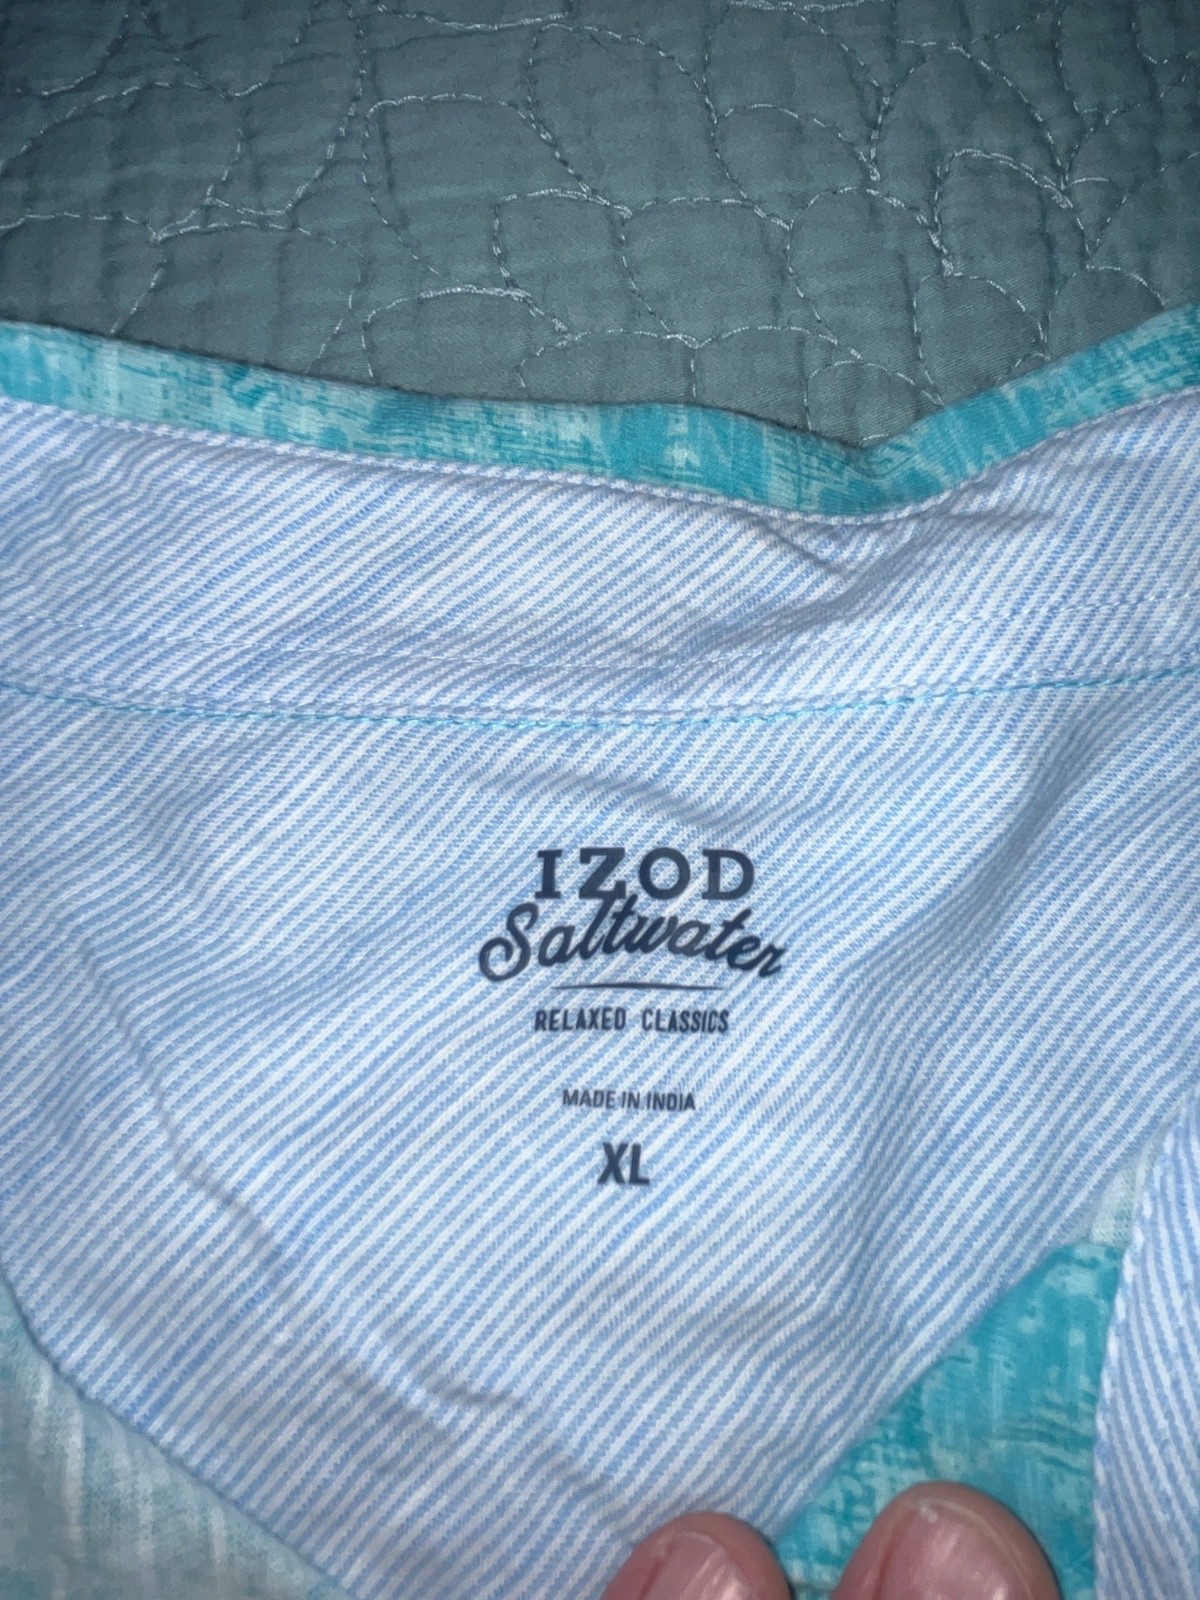 IZOD
Saltwater
RELAXED CLASSICS
MADE IN INDIA
XL